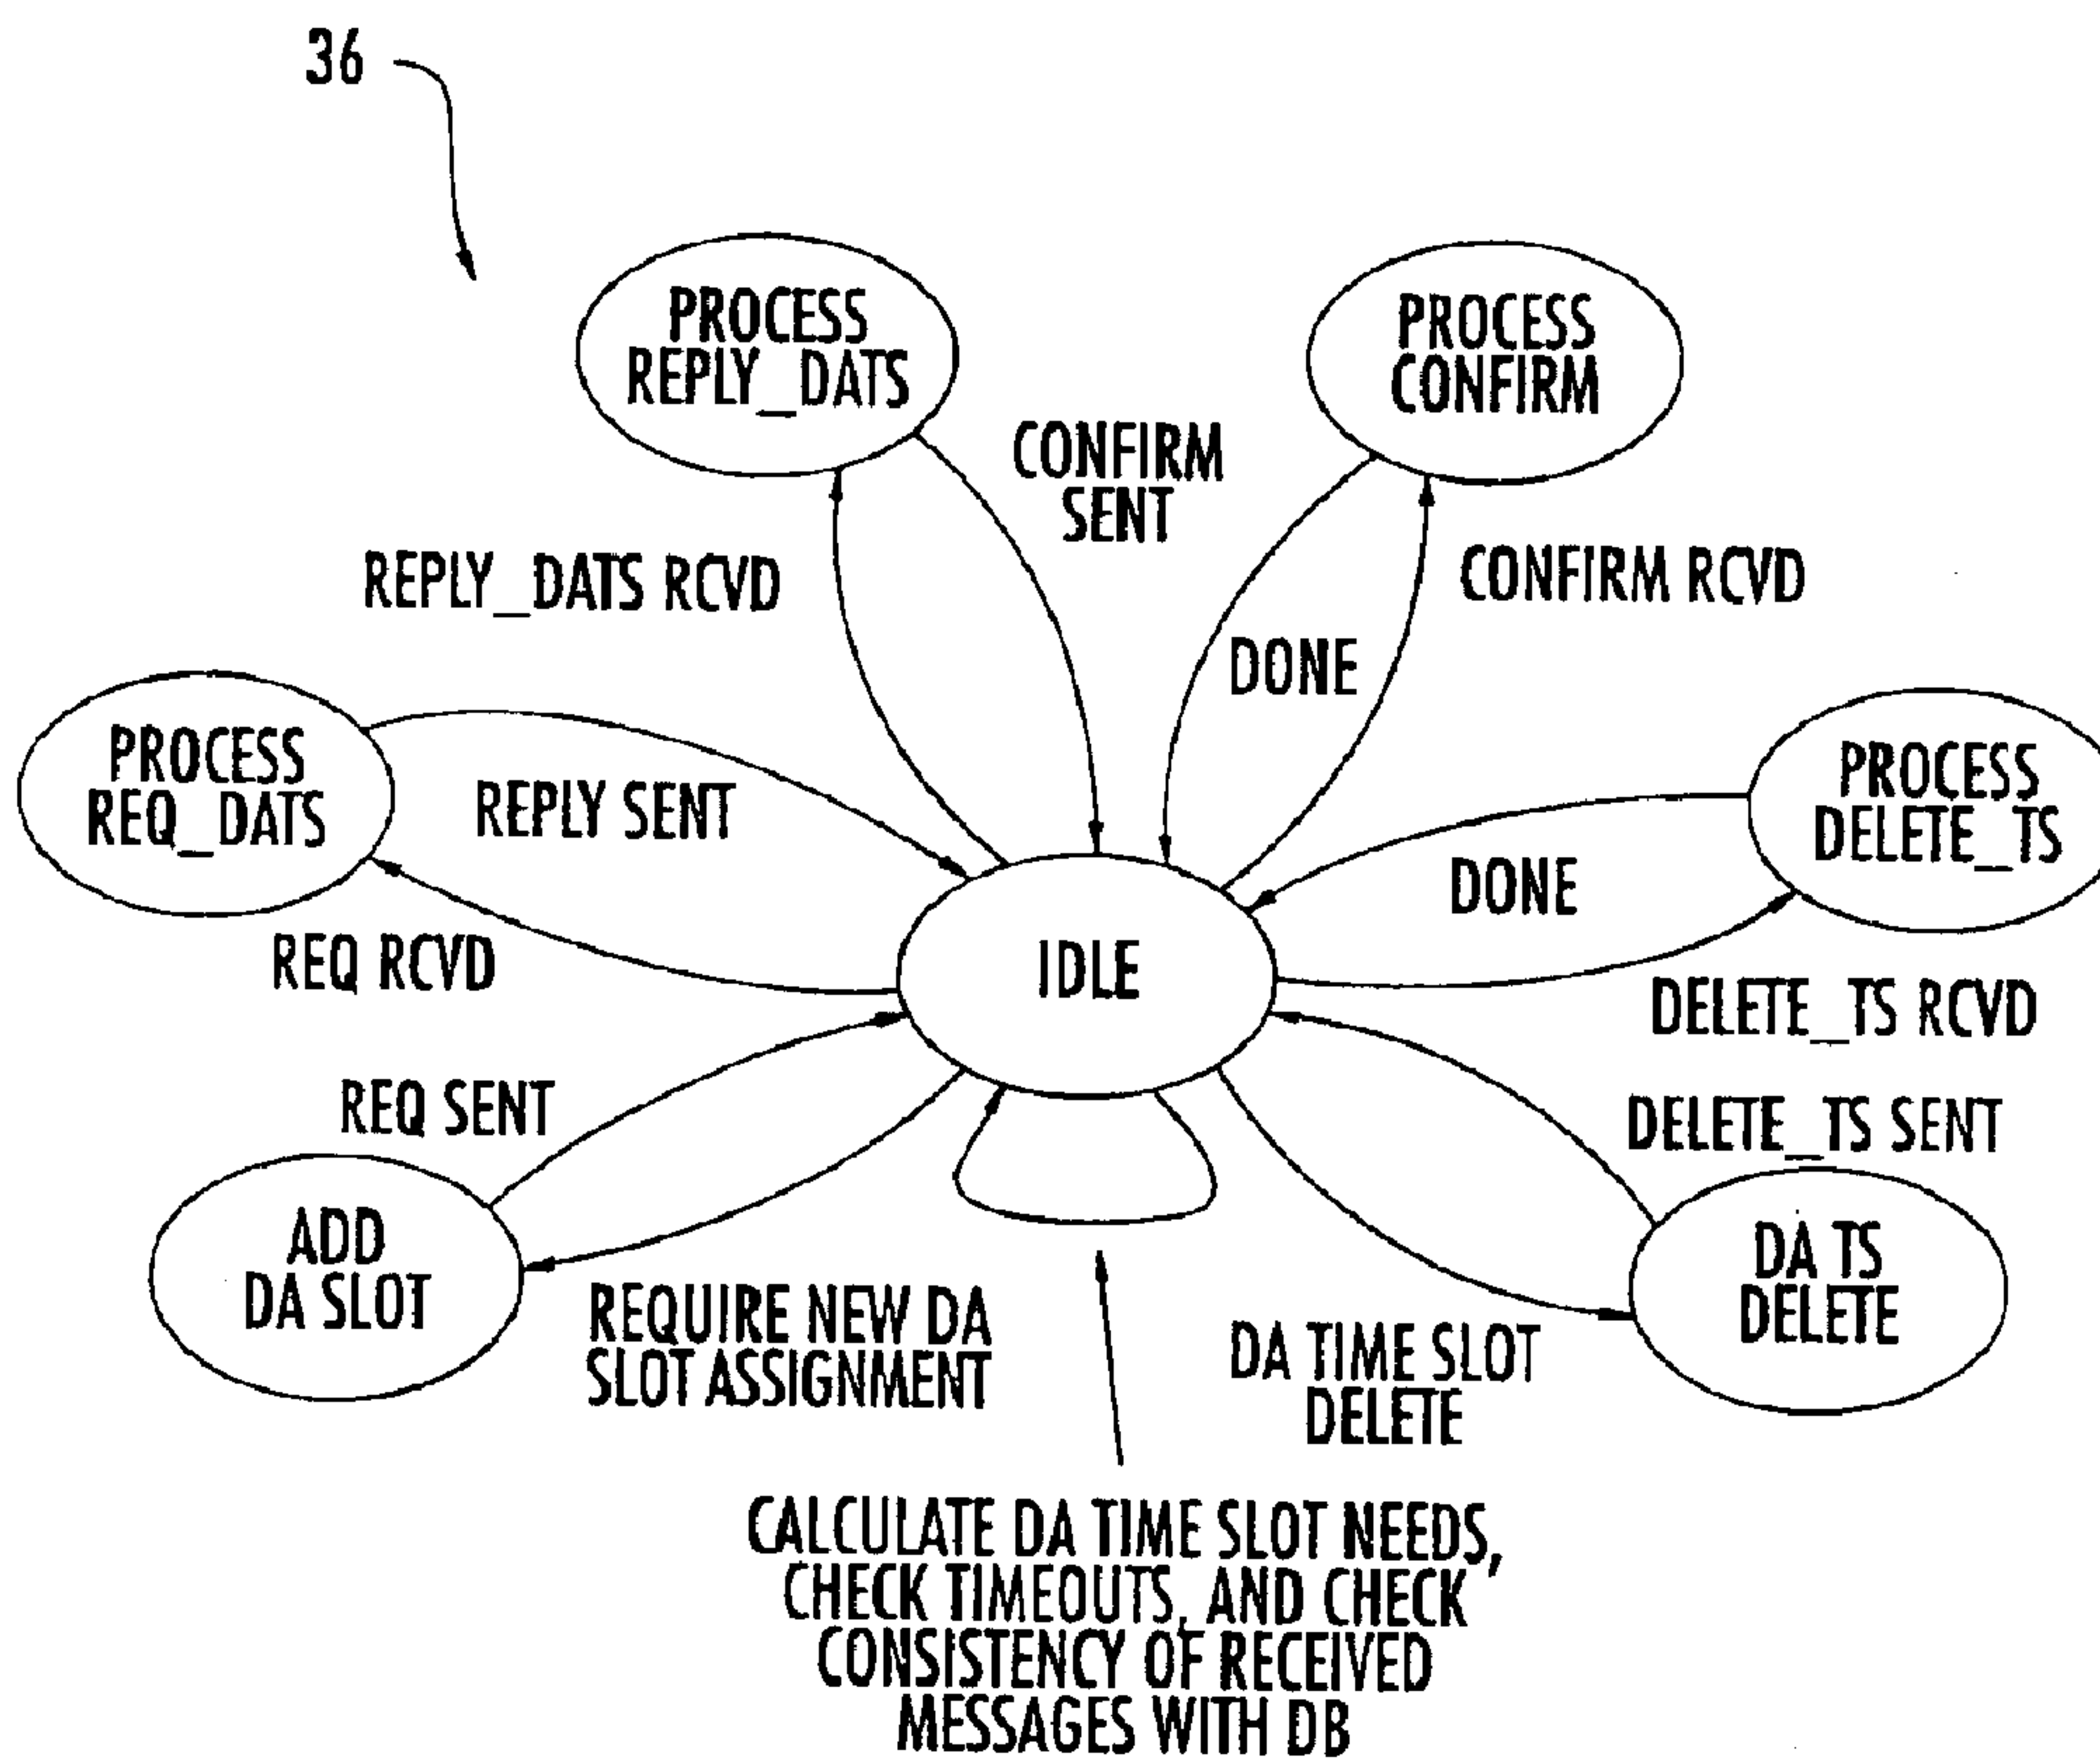 36
PROCESS
REPLY_DATS
PROCESS
CONFIRM
CONFIRM
SENT
REPLY_DATS RCVD
CONFIRM RCVD
DONE
PROCESS
REQ_DATS
REPLY SENT
PROCESS
DELETE_TS
DONE
REQ RCVD
IDLE
DELETE_TS RCVD
REQ SENT
DELETE_TS SENT
ADD
DA SLOT
DA TS
DELETE
REQUIRE NEW DA
SLOT ASSIGNMENT
DA TIME SLOT
DELETE
CALCULATE DA TIME SLOT NEEDS,
CHECK TIMEOUTS, AND CHECK
CONSISTENCY OF RECEIVED
MESSAGES WITH DB